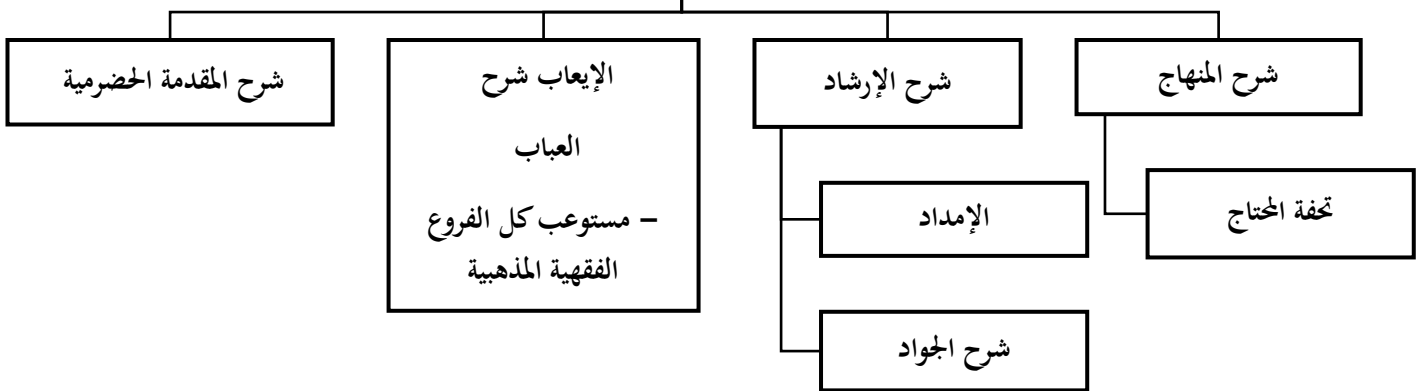 شرح المنهاج
تحفة المحتاج
شرح الإرشاد
الإمداد
شرح الجواد
الإيعاب شرح
العباب
– مستوعب كل الفروع
الفقهية المذهبية
شرح المقدمة الحضرمية